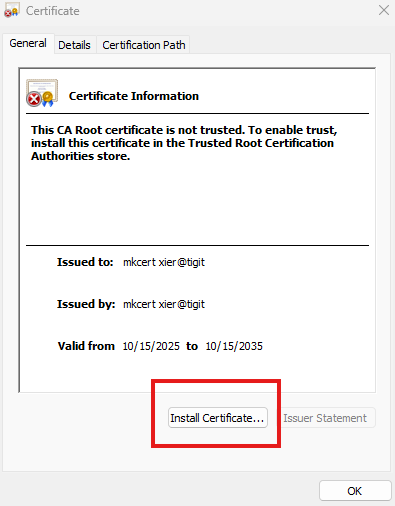 Certificate
General Details Certification Path
Certificate Information
This CA Root certificate is not trusted. To enable trust,
install this certificate in the Trusted Root Certification
Authorities store.
Issued to: mkcert xier@tigit
Issued by: mkcert xier@tigit
Valid from 10/15/2025 to 10/15/2035
Install Certificate... Issuer Statement
OK